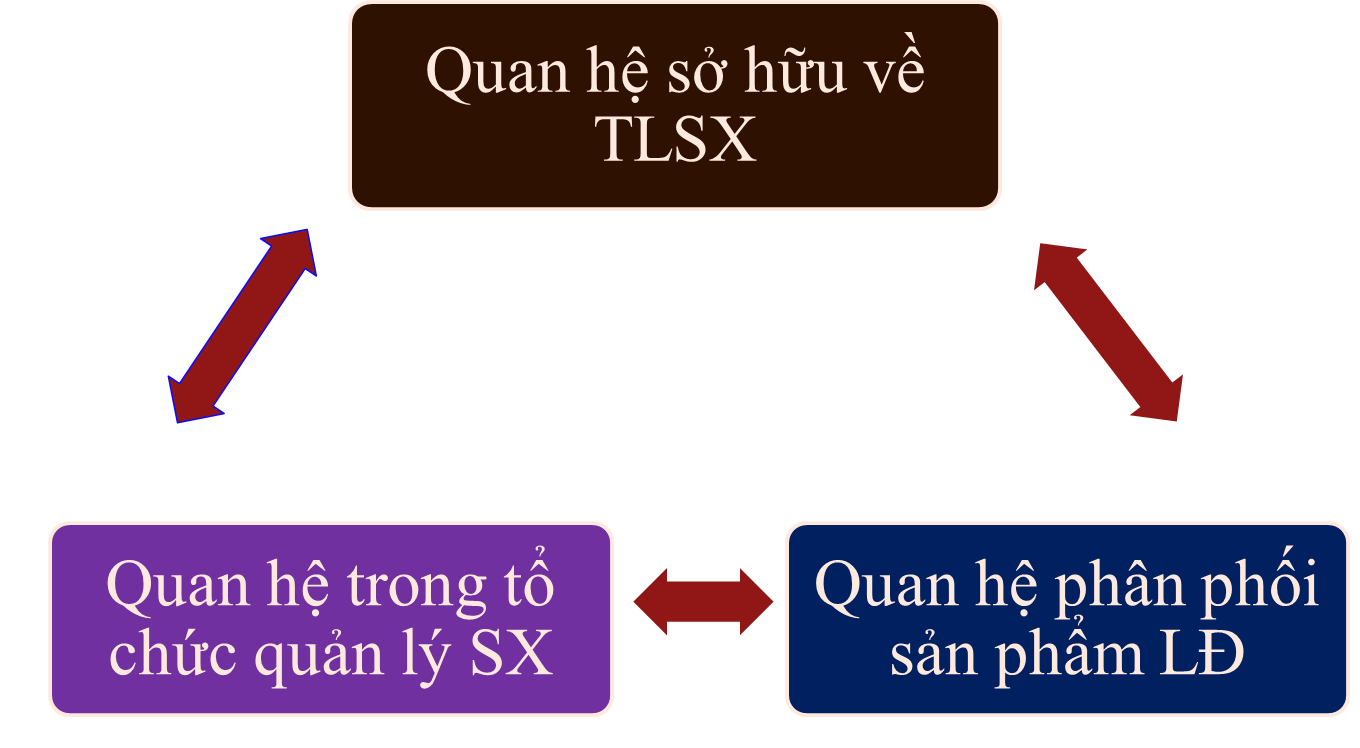 Quan hệ sở hữu về
TLSX
Quan hệ trong tổ
chức quản lý SX
Quan hệ phân phối
sản phẩm LĐ